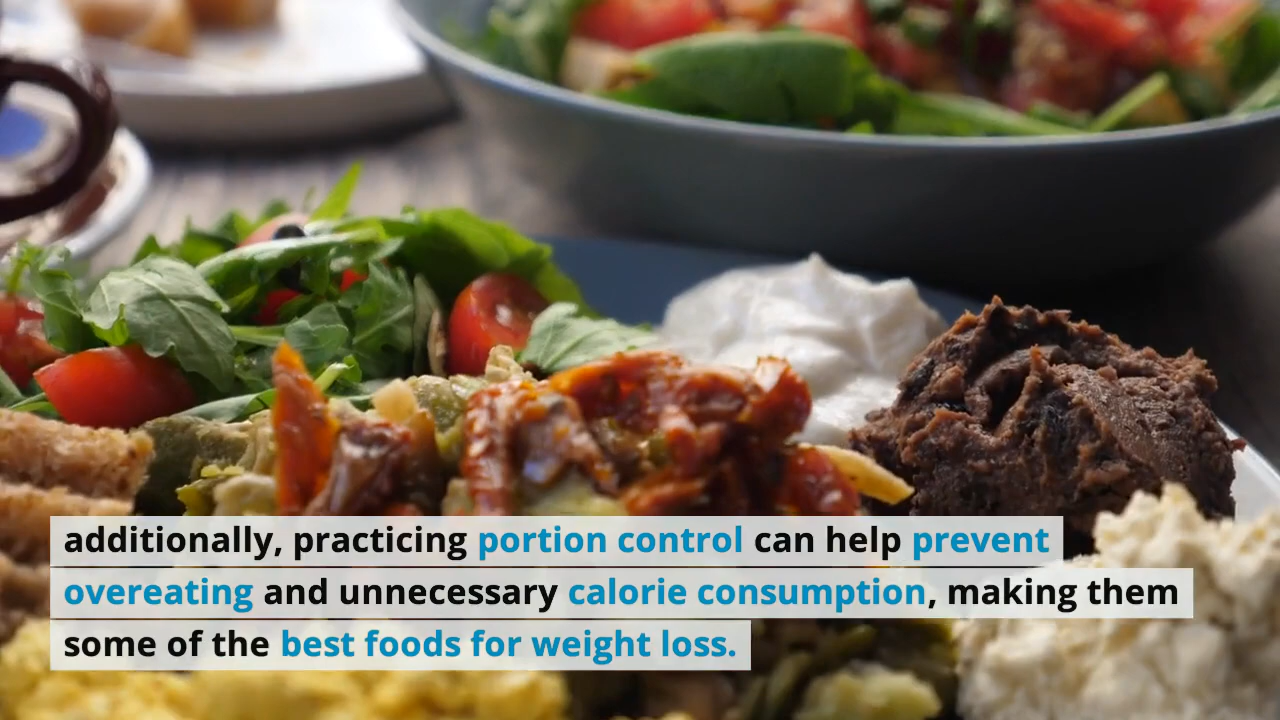 additionally, practicing portion control can help prevent
overeating and unnecessary calorie consumption, making them
some of the best foods for weight loss.